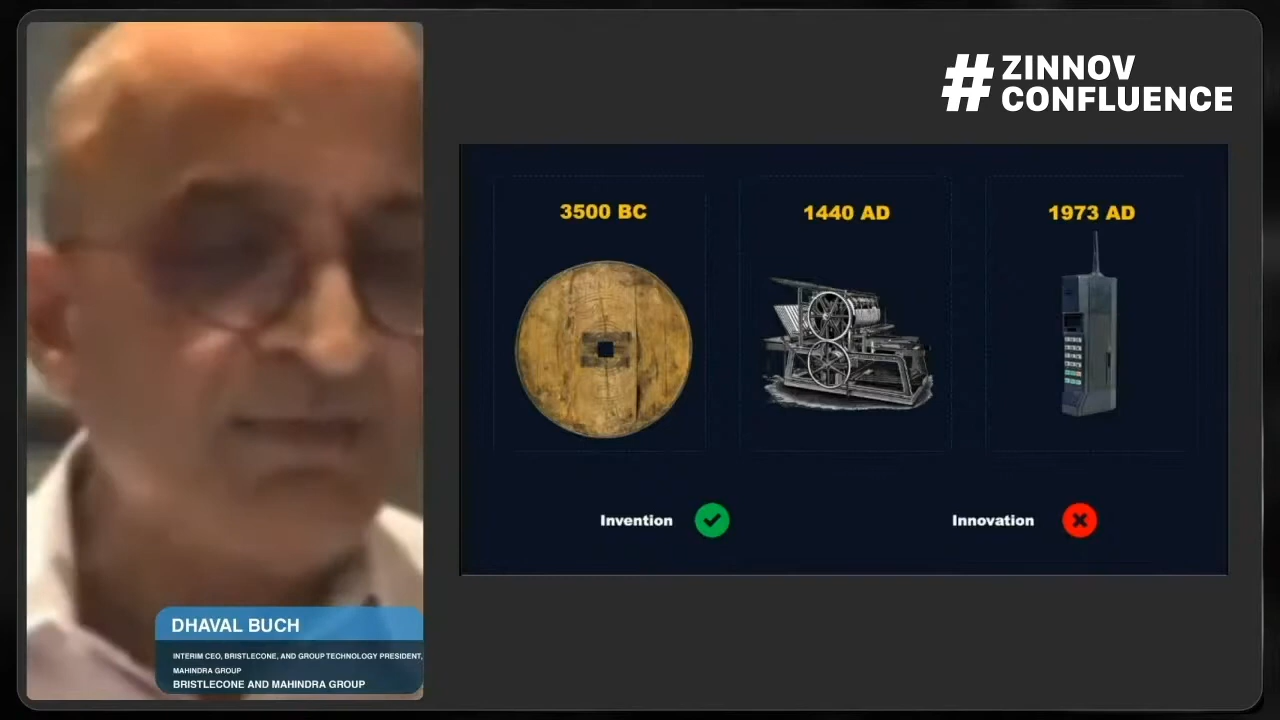 # ZINNOV
CONFLUENCE
3500 BC
1440 AD
1973 AD
Invention
Innovation
DHAVAL BUCH
INTERIM CEO, BRISTLECONE, AND GROUP TECHNOLOGY PRESIDENT,
MAHINDRA GROUP
BRISTLECONE AND MAHINDRA GROUP